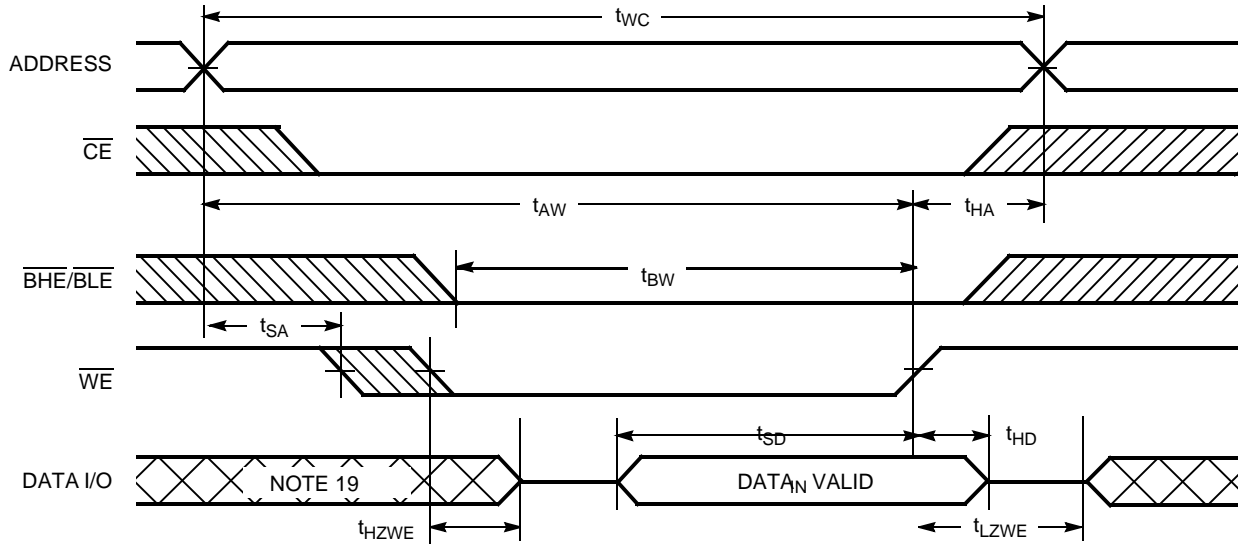 tWC
ADDRESS
CE
tAW
tHA
BHE/BLE
tBW
tSA
WE
tSD
tHD
DATA I/O
NOTE 19
DATAIN VALID
tHZWE
tLZWE